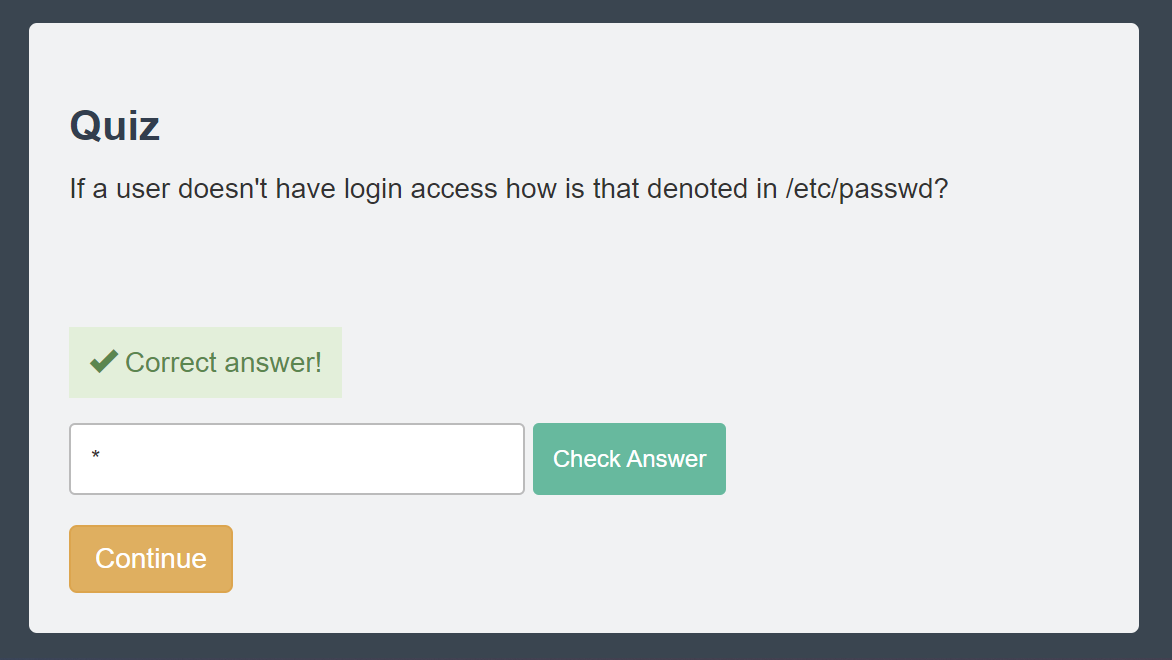 Quiz
If a user doesn't have login access how is that denoted in /etc/passwd?
✔ Correct answer!
* Check Answer
Continue